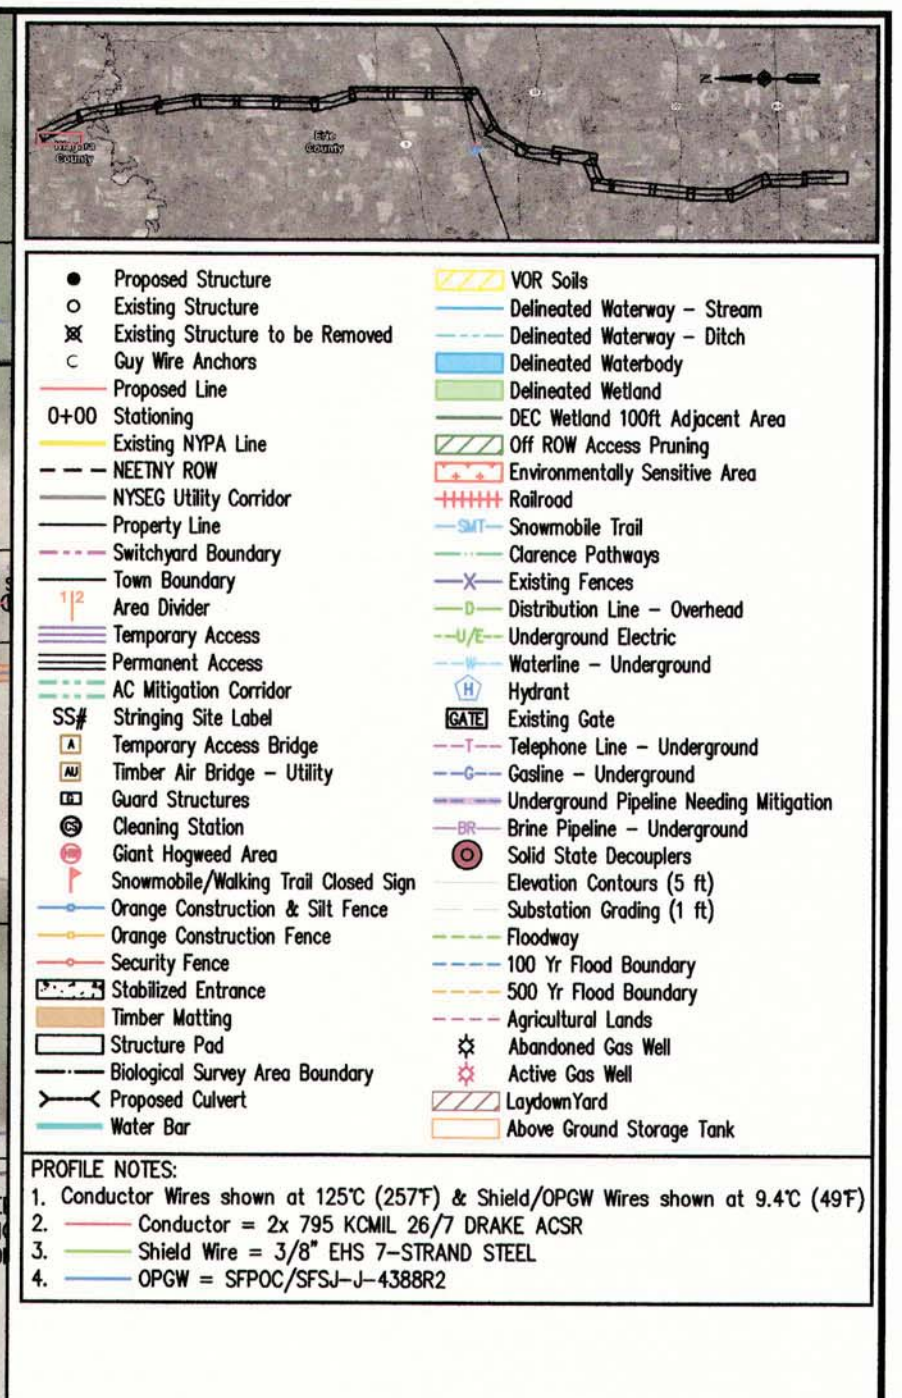 N
Niagara
County
Erie
County
Proposed Structure
Existing Structure
Existing Structure to be Removed
C Guy Wire Anchors
Proposed Line
0+00 Stationing
Existing NYPA Line
NEETNY ROW
NYSEG Utility Corridor
Property Line
Switchyard Boundary
Town Boundary
1|2 Area Divider
Temporary Access
Permanent Access
AC Mitigation Corridor
SS# Stringing Site Label
A Temporary Access Bridge
AU Timber Air Bridge - Utility
G Guard Structures
CS Cleaning Station
Giant Hogweed Area
Snowmobile/Walking Trail Closed Sign
Orange Construction & Silt Fence
Orange Construction Fence
Security Fence
Stabilized Entrance
Timber Matting
Structure Pad
Biological Survey Area Boundary
Proposed Culvert
Water Bar
VOR Soils
Delineated Waterway - Stream
Delineated Waterway - Ditch
Delineated Waterbody
Delineated Wetland
DEC Wetland 100ft Adjacent Area
Off ROW Access Pruning
Environmentally Sensitive Area
Railroad
SMT Snowmobile Trail
Clarence Pathways
X Existing Fences
D Distribution Line - Overhead
U/E Underground Electric
W Waterline - Underground
H Hydrant
GATE Existing Gate
T Telephone Line - Underground
G Gasline - Underground
Underground Pipeline Needing Mitigation
BR Brine Pipeline - Underground
Solid State Decouplers
Elevation Contours (5 ft)
Substation Grading (1 ft)
Floodway
100 Yr Flood Boundary
500 Yr Flood Boundary
Agricultural Lands
Abandoned Gas Well
Active Gas Well
LaydownYard
Above Ground Storage Tank
PROFILE NOTES:
1. Conductor Wires shown at 125°C (257°F) & Shield/OPGW Wires shown at 9.4°C (49°F)
2. Conductor = 2x 795 KCMIL 26/7 DRAKE ACSR
3. Shield Wire = 3/8" EHS 7-STRAND STEEL
4. OPGW = SFPOC/SFSJ-J-4388R2